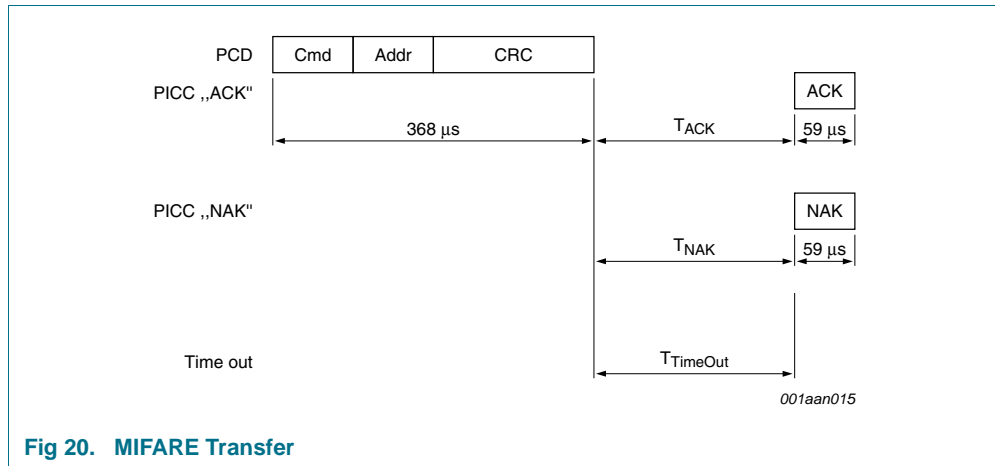 PCD Cmd Addr CRC
PICC ,,ACK" ACK
368 µs TACK 59 µs
PICC ,,NAK" NAK
TNAK 59 µs
Time out TTimeOut
001aan015
Fig 20. MIFARE Transfer